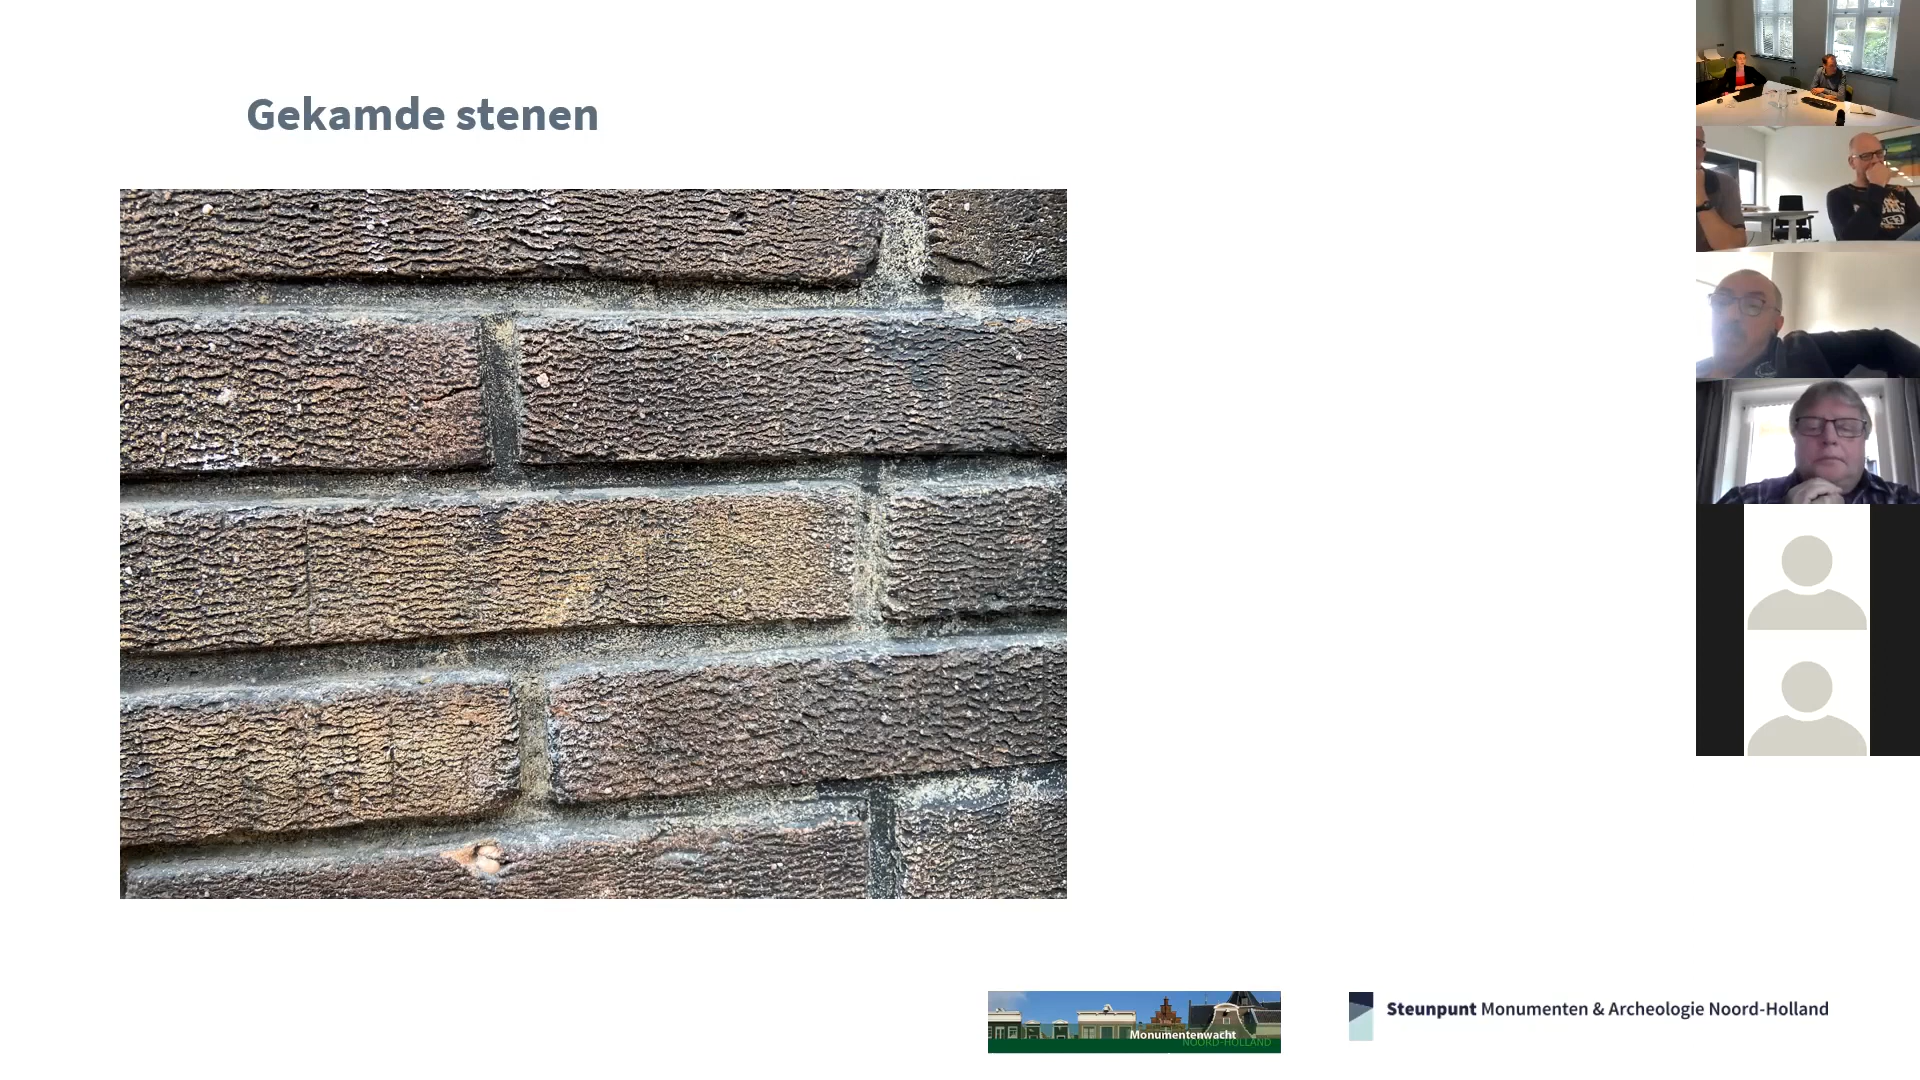 Gekamde stenen
Monumentenwacht
NOORD-HOLLAND
Steunpunt Monumenten & Archeologie Noord-Holland